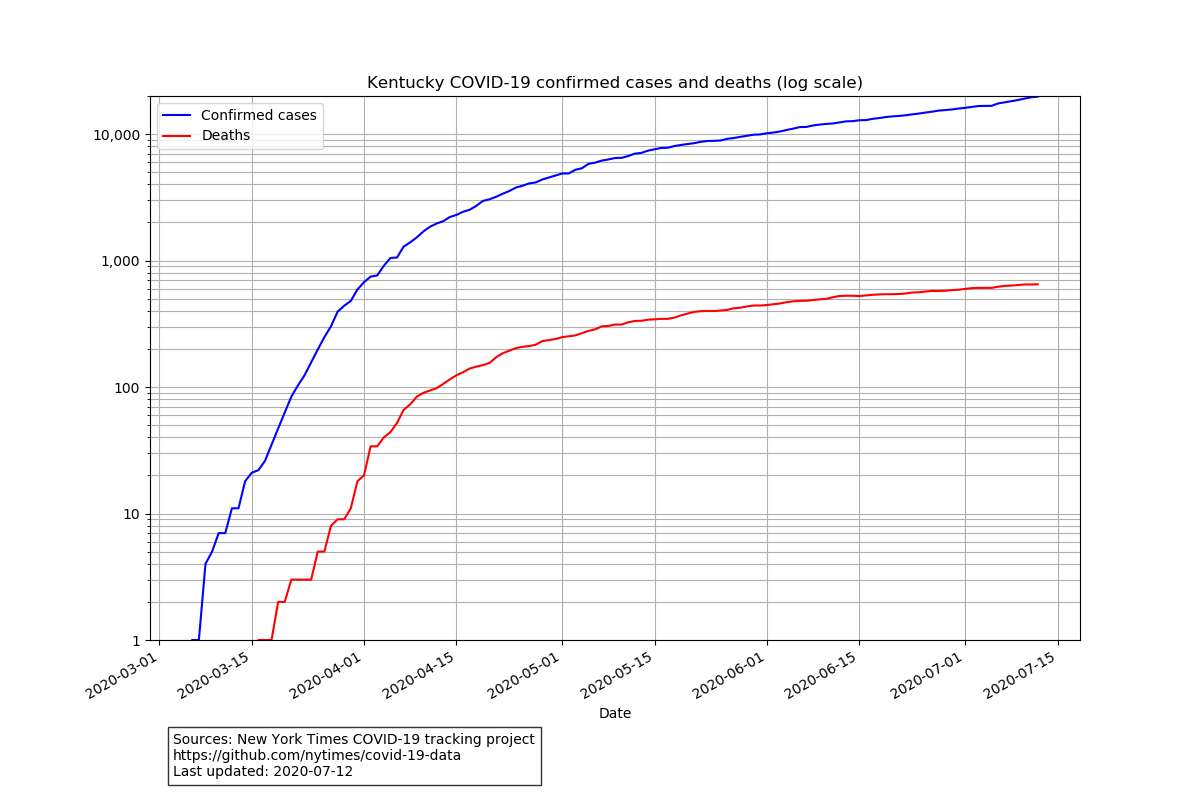 Kentucky COVID-19 confirmed cases and deaths (log scale)
Confirmed cases
Deaths
10,000
1,000
100
10
1
2020-03-01
2020-03-15
2020-04-01
2020-04-15
2020-05-01
2020-05-15
2020-06-01
2020-06-15
2020-07-01
2020-07-15
Date
Sources: New York Times COVID-19 tracking project
https://github.com/nytimes/covid-19-data
Last updated: 2020-07-12